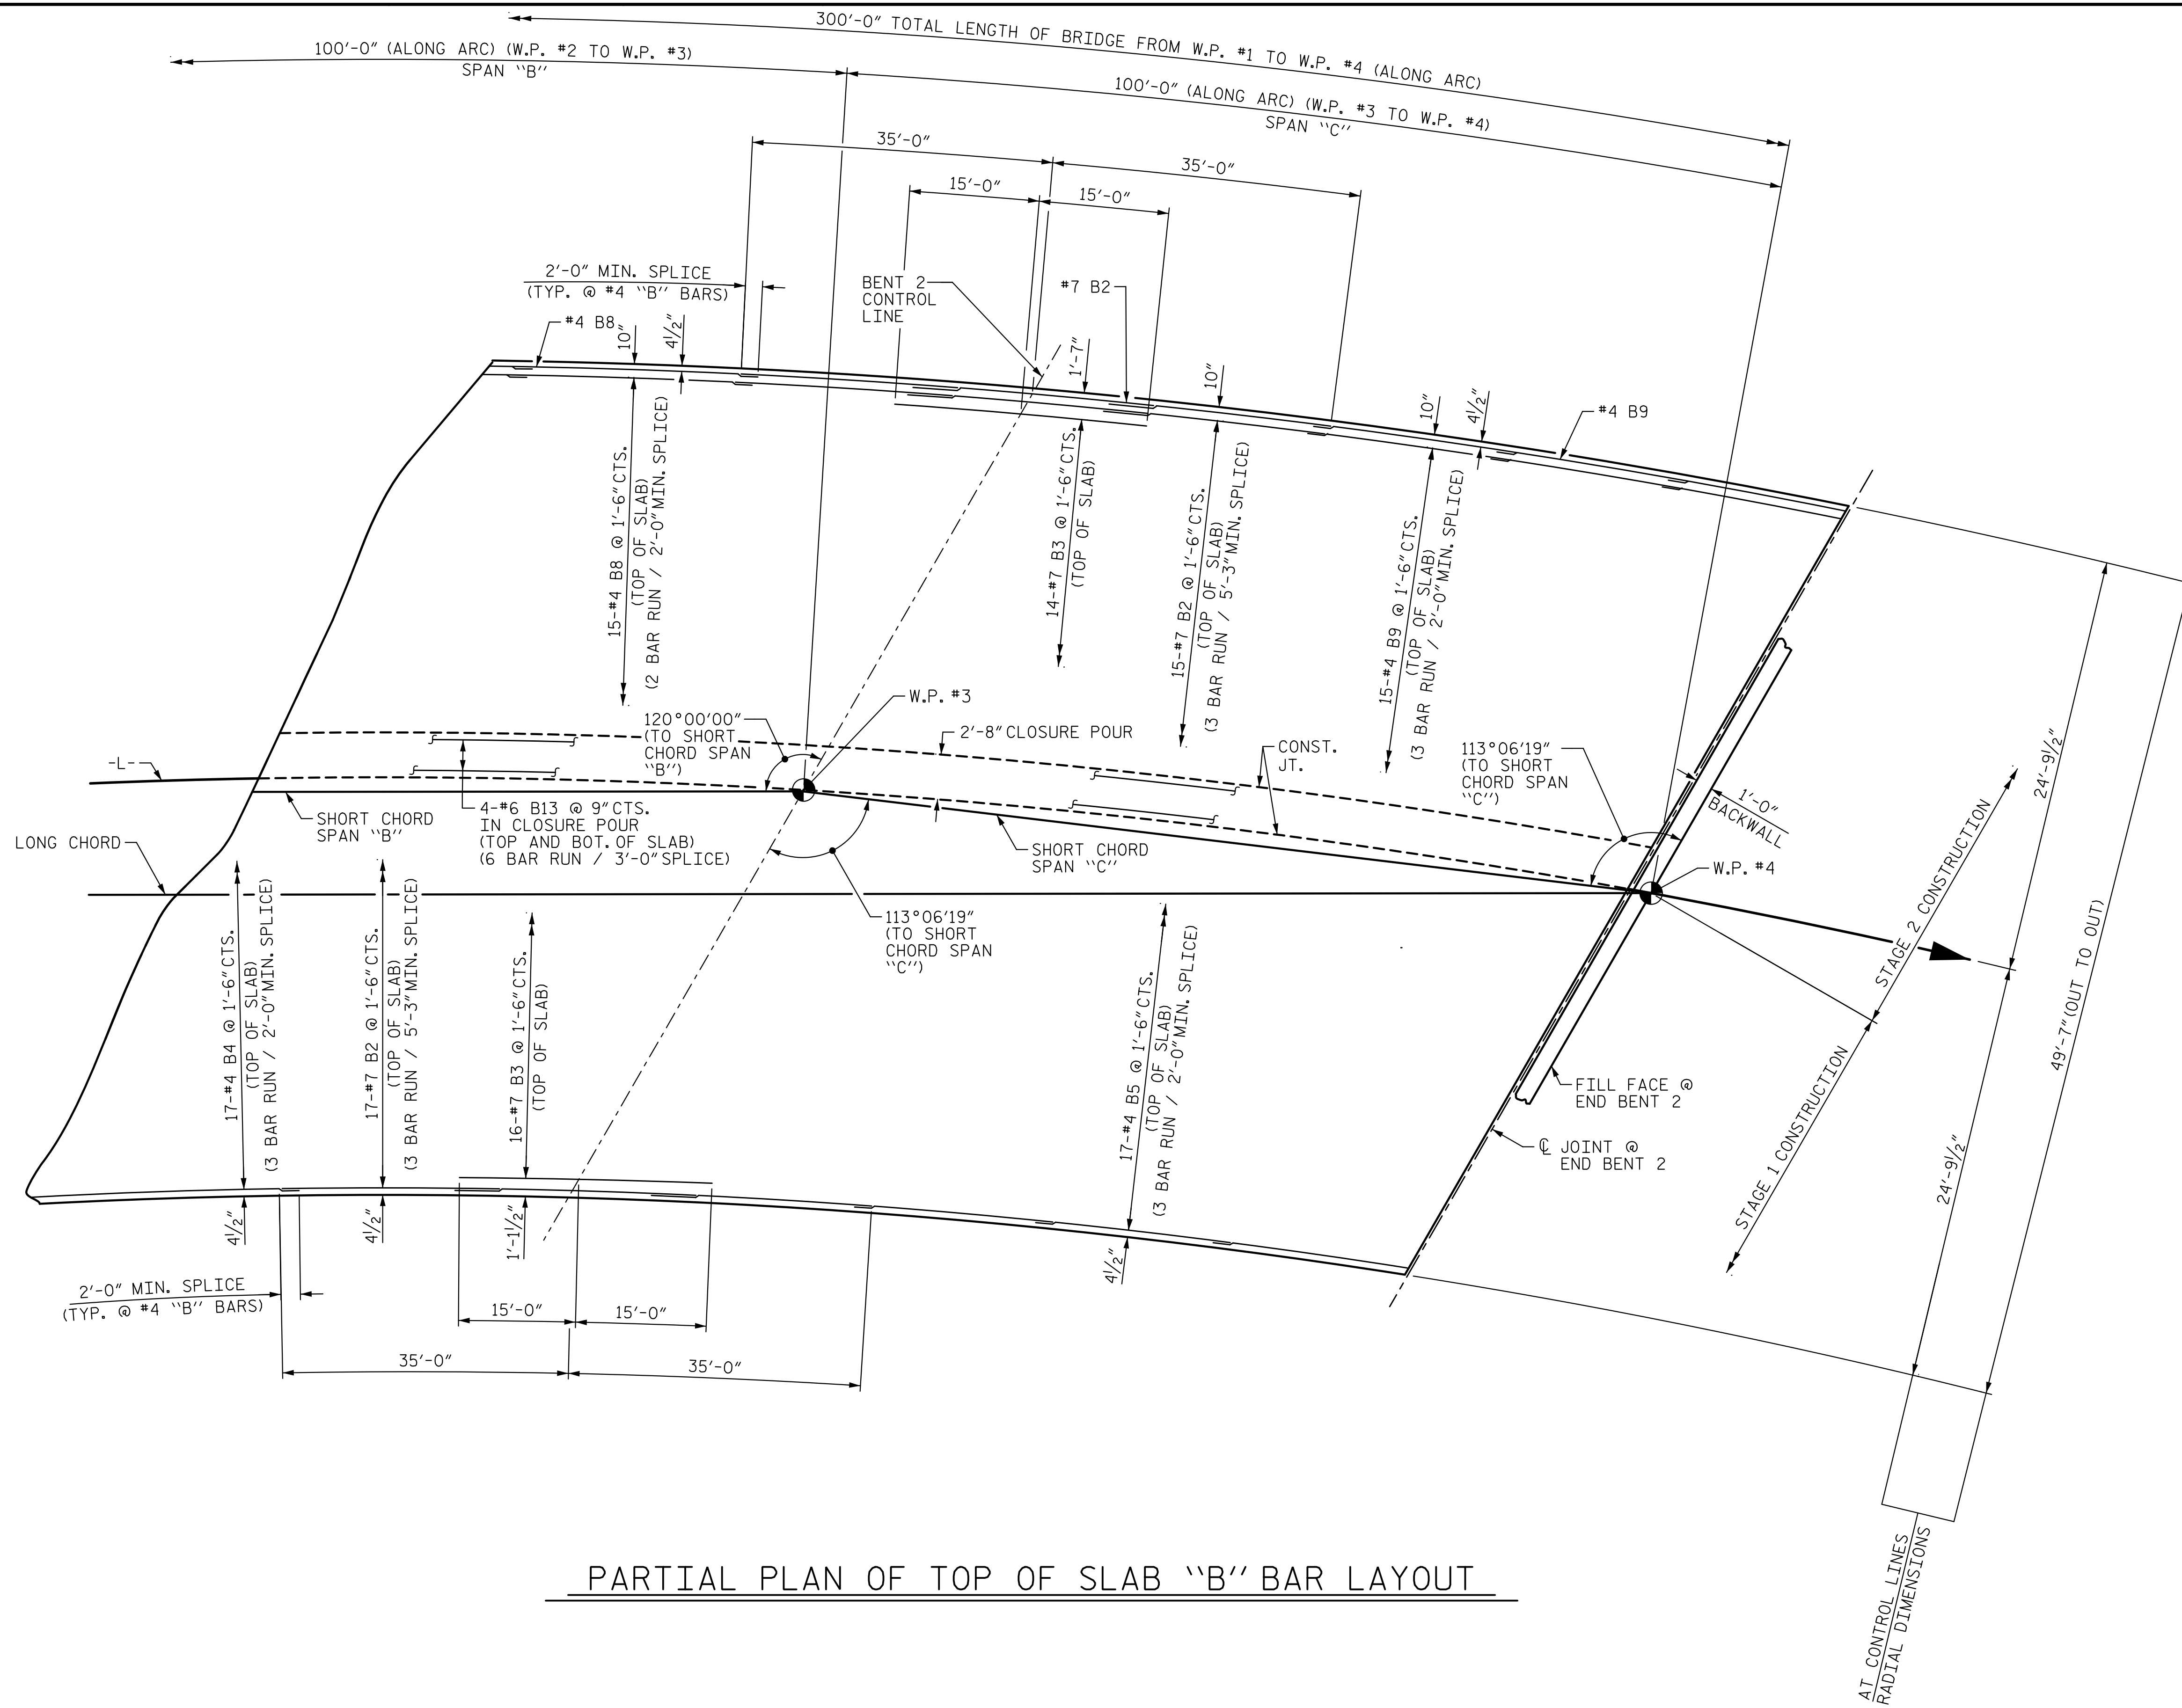 300'-0" TOTAL LENGTH OF BRIDGE FROM W.P. #1 TO W.P. #4 (ALONG ARC)
100'-0" (ALONG ARC) (W.P. #2 TO W.P. #3)
SPAN "B"
100'-0" (ALONG ARC) (W.P. #3 TO W.P. #4)
SPAN "C"
35'-0"
35'-0"
15'-0"
15'-0"
2'-0" MIN. SPLICE
(TYP. @ #4 "B" BARS)
#4 B8
10"
4½"
BENT 2
CONTROL
LINE
#7 B2
1'-7"
10"
10"
4½"
#4 B9
15-#4 B8 @ 1'-6" CTS.
(TOP OF SLAB)
(2 BAR RUN / 2'-0" MIN. SPLICE)
14-#7 B3 @ 1'-6" CTS.
(TOP OF SLAB)
15-#7 B2 @ 1'-6" CTS.
(TOP OF SLAB)
(3 BAR RUN / 5'-3" MIN. SPLICE)
15-#4 B9 @ 1'-6" CTS.
(TOP OF SLAB)
(3 BAR RUN / 2'-0" MIN. SPLICE)
W.P. #3
120°00'00"
(TO SHORT
CHORD SPAN
"B")
2'-8" CLOSURE POUR
CONST.
JT.
113°06'19"
(TO SHORT
CHORD SPAN
"C")
1'-0"
BACKWALL
-L-
SHORT CHORD
SPAN "B"
4-#6 B13 @ 9" CTS.
IN CLOSURE POUR
(TOP AND BOT. OF SLAB)
(6 BAR RUN / 3'-0" SPLICE)
LONG CHORD
SHORT CHORD
SPAN "C"
W.P. #4
113°06'19"
(TO SHORT
CHORD SPAN
"C")
17-#4 B4 @ 1'-6" CTS.
(TOP OF SLAB)
(3 BAR RUN / 2'-0" MIN. SPLICE)
17-#7 B2 @ 1'-6" CTS.
(TOP OF SLAB)
(3 BAR RUN / 5'-3" MIN. SPLICE)
16-#7 B3 @ 1'-6" CTS.
(TOP OF SLAB)
17-#4 B5 @ 1'-6" CTS.
(TOP OF SLAB)
(3 BAR RUN / 2'-0" MIN. SPLICE)
STAGE 2 CONSTRUCTION
STAGE 1 CONSTRUCTION
24'-9½"
24'-9½"
49'-7" (OUT TO OUT)
FILL FACE @
END BENT 2
℄ JOINT @
END BENT 2
4½"
4½"
1'-1½"
4½"
2'-0" MIN. SPLICE
(TYP. @ #4 "B" BARS)
15'-0"
15'-0"
35'-0"
35'-0"
AT CONTROL LINES
RADIAL DIMENSIONS
PARTIAL PLAN OF TOP OF SLAB "B" BAR LAYOUT